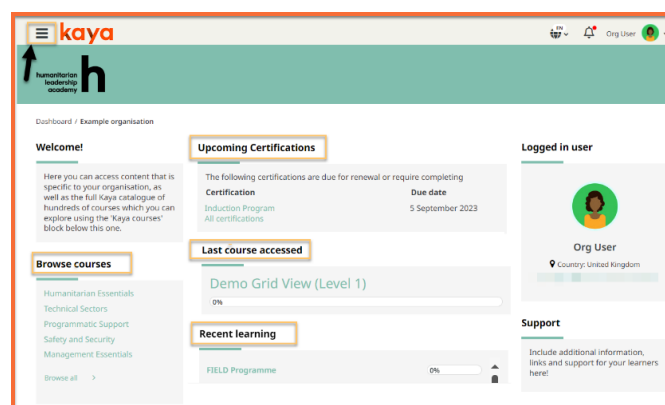 kaya
EN
Org User
humanitarian
leadership
academy
h
Dashboard / Example organisation
Welcome!
Here you can access content that is
specific to your organisation, as
well as the full Kaya catalogue of
hundreds of courses which you can
explore using the 'Kaya courses'
block below this one.
Browse courses
Humanitarian Essentials
Technical Sectors
Programmatic Support
Safety and Security
Management Essentials
Browse all >
Upcoming Certifications
The following certifications are due for renewal or require completing
Certification Due date
Induction Program 5 September 2023
All certifications
Last course accessed
Demo Grid View (Level 1)
0%
Recent learning
FIELD Programme 0%
Logged in user
Org User
Country: United Kingdom
Support
Include additional information,
links and support for your learners
here!